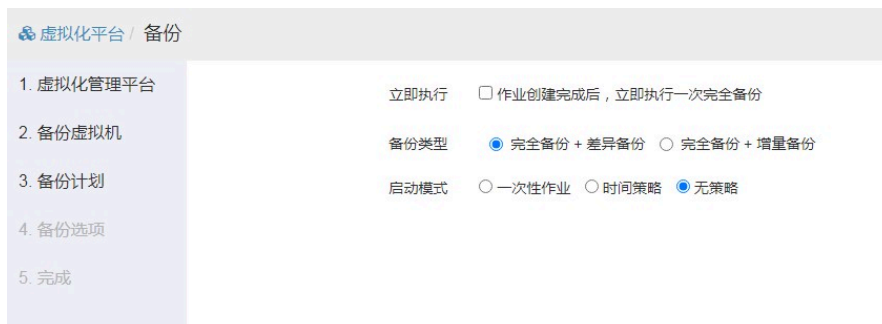 虚拟化平台 / 备份
1. 虚拟化管理平台
2. 备份虚拟机
3. 备份计划
4. 备份选项
5. 完成
立即执行 作业创建完成后，立即执行一次完全备份
备份类型 完全备份 + 差异备份 完全备份 + 增量备份
启动模式 一次性作业 时间策略 无策略